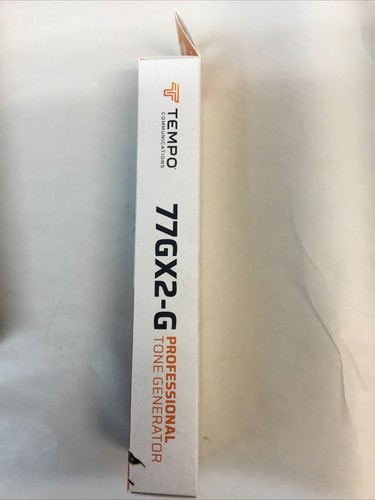 TEMPO
COMMUNICATIONS
77GX2-G
PROFESSIONAL
TONE GENERATOR